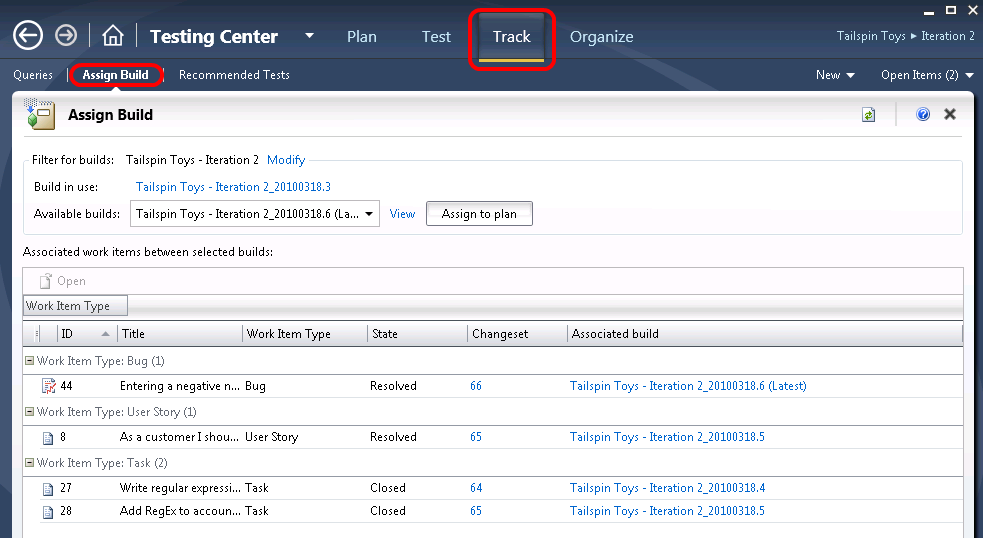 Testing Center Plan Test Track Organize Tailspin Toys ▸ Iteration 2
Queries Assign Build Recommended Tests New Open Items (2)
Assign Build
Filter for builds: Tailspin Toys - Iteration 2 Modify
Build in use: Tailspin Toys - Iteration 2_20100318.3
Available builds: Tailspin Toys - Iteration 2_20100318.6 (La... View Assign to plan
Associated work items between selected builds:
Open
Work Item Type
ID Title Work Item Type State Changeset Associated build
Work Item Type: Bug (1)
44 Entering a negative n... Bug Resolved 66 Tailspin Toys - Iteration 2_20100318.6 (Latest)
Work Item Type: User Story (1)
8 As a customer I shou... User Story Resolved 65 Tailspin Toys - Iteration 2_20100318.5
Work Item Type: Task (2)
27 Write regular expressi... Task Closed 64 Tailspin Toys - Iteration 2_20100318.4
28 Add RegEx to accoun... Task Closed 65 Tailspin Toys - Iteration 2_20100318.5